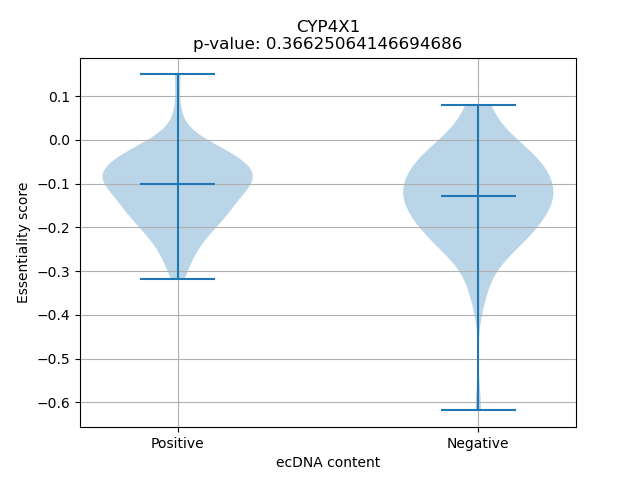 CYP4X1
p-value: 0.36625064146694686
0.1
0.0
−0.1
−0.2
−0.3
−0.4
−0.5
−0.6
Essentiality score
Positive
Negative
ecDNA content